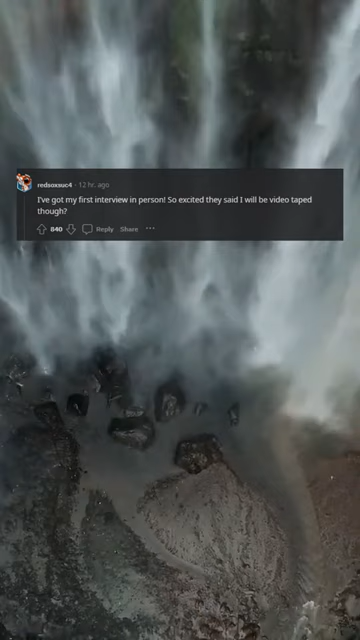 redsoxsuc4 · 12 hr. ago
I've got my first interview in person! So excited they said I will be video taped
though?
840 Reply Share ...